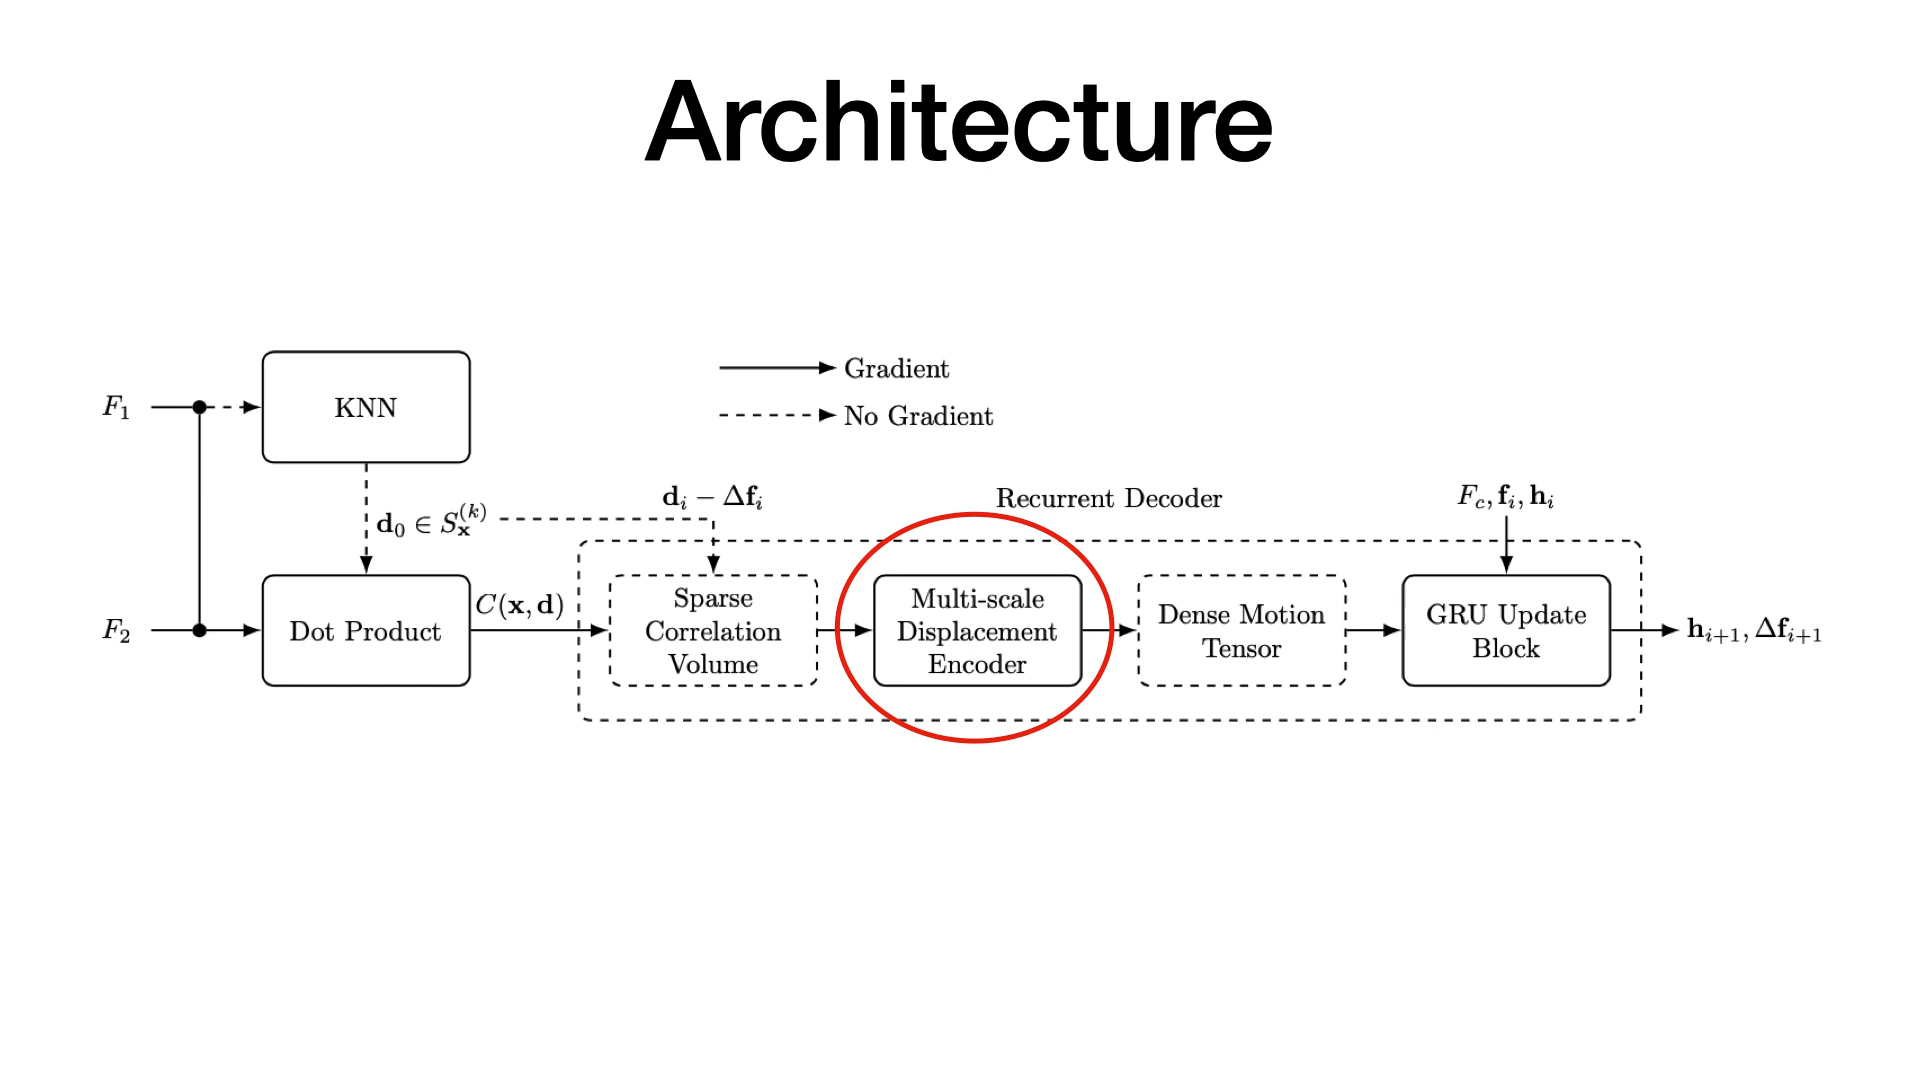 Architecture
F₁
KNN
Gradient
No Gradient
d₀ ∈ Sₓ⁽ᵏ⁾
dᵢ − Δfᵢ
Recurrent Decoder
F_c, fᵢ, hᵢ
F₂
Dot Product
C(x, d)
Sparse
Correlation
Volume
Multi-scale
Displacement
Encoder
Dense Motion
Tensor
GRU Update
Block
hᵢ₊₁, Δfᵢ₊₁